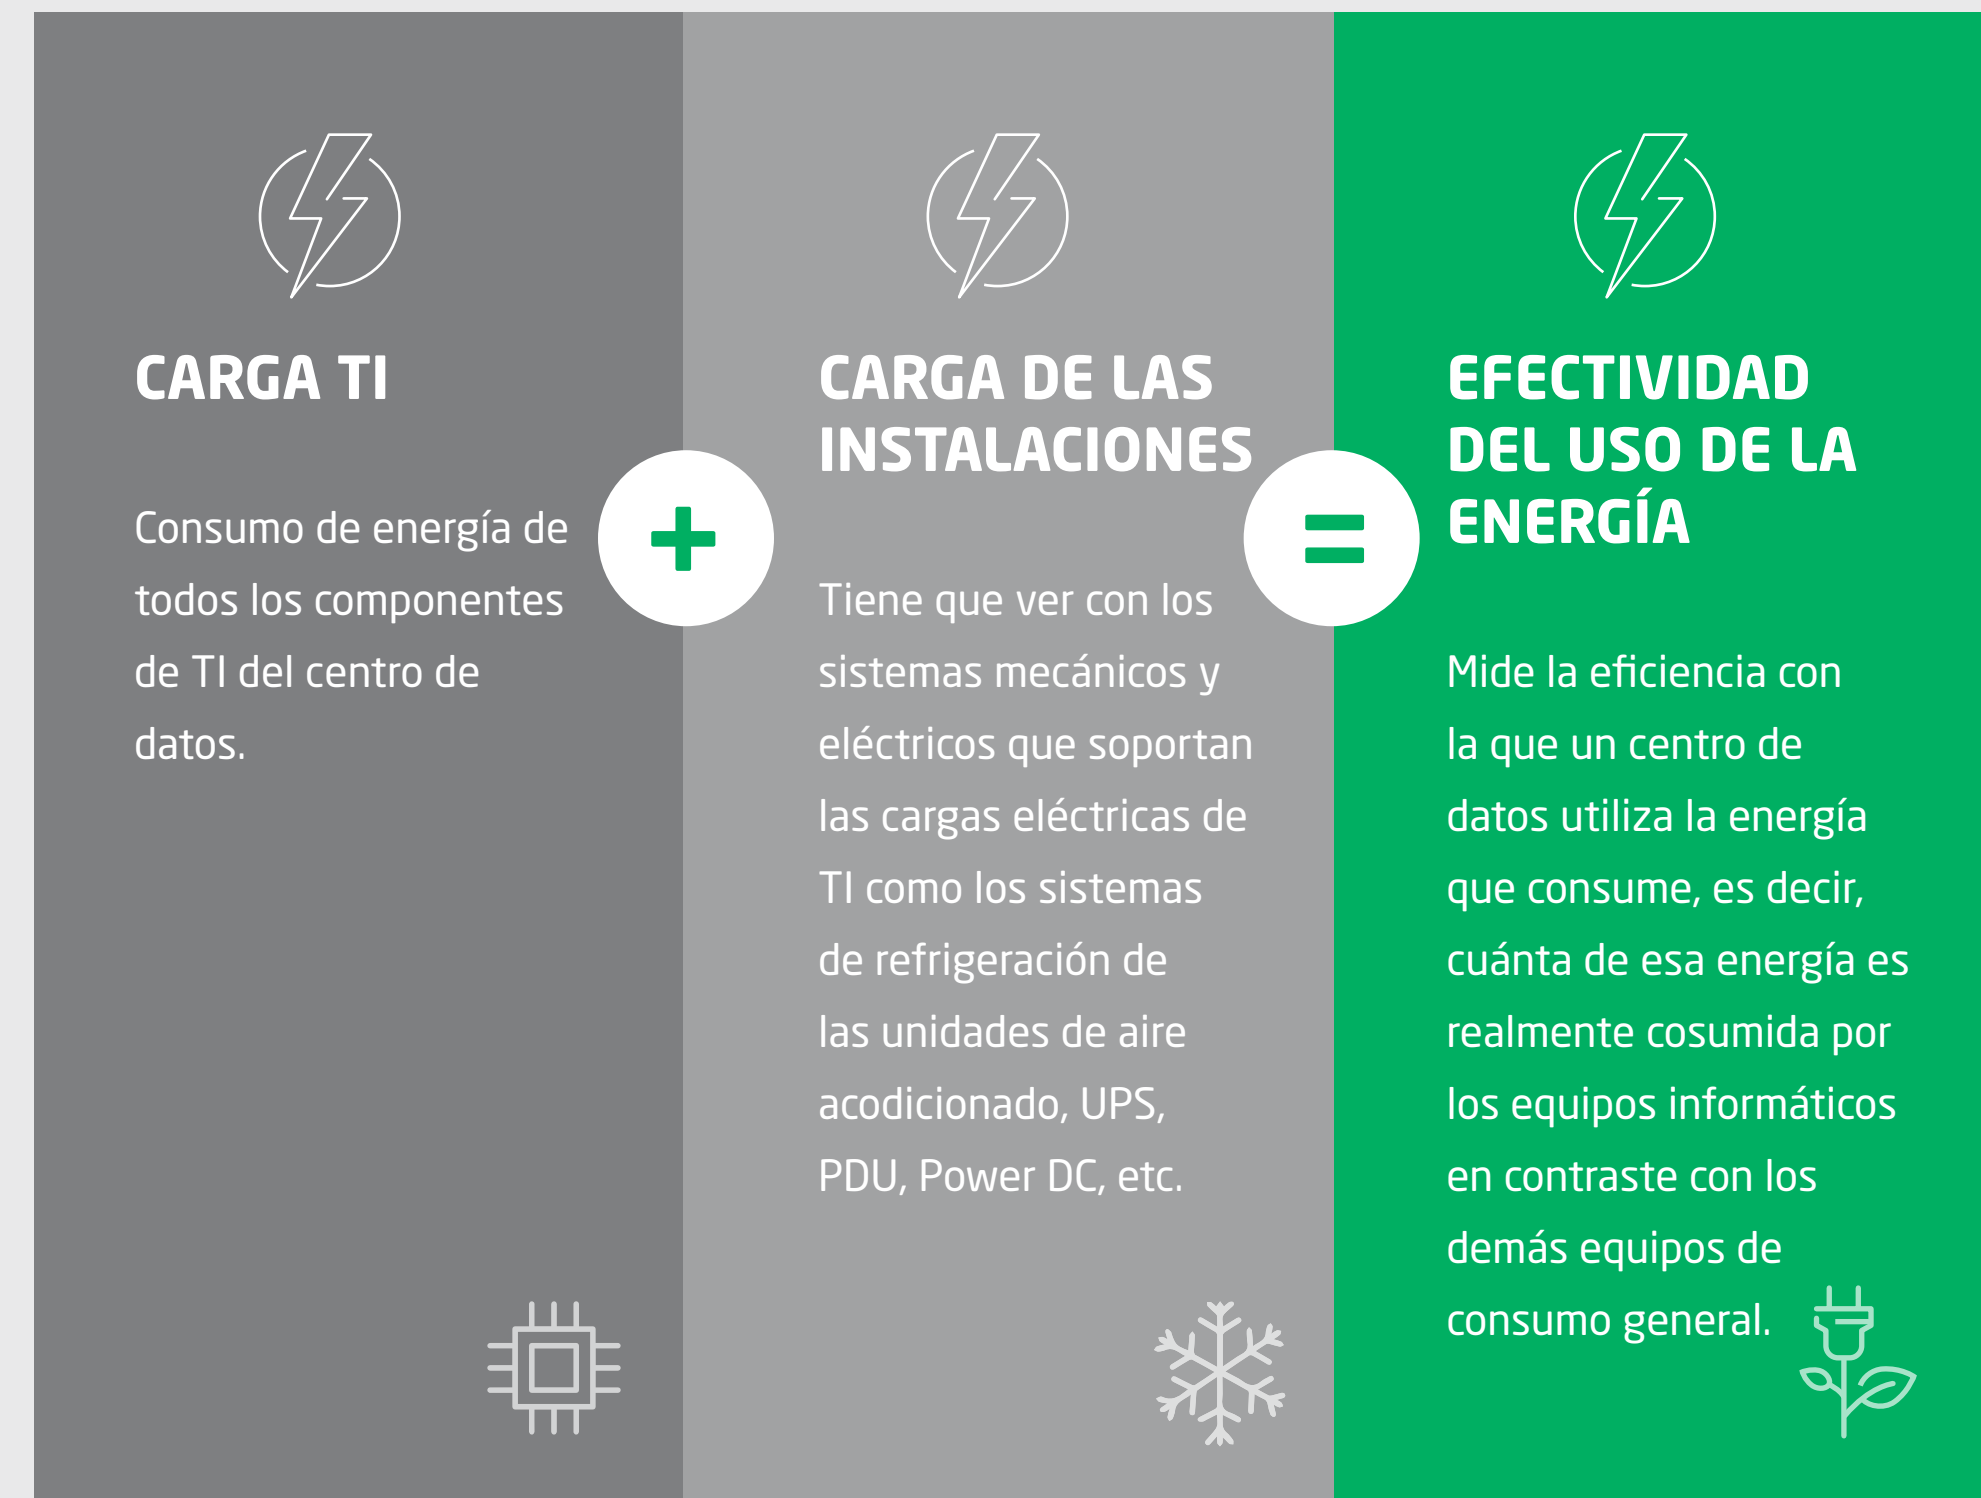 CARGA TI
Consumo de energía de
todos los componentes
de TI del centro de
datos.
+
CARGA DE LAS
INSTALACIONES
Tiene que ver con los
sistemas mecánicos y
eléctricos que soportan
las cargas eléctricas de
TI como los sistemas
de refrigeración de
las unidades de aire
acodicionado, UPS,
PDU, Power DC, etc.
=
EFECTIVIDAD
DEL USO DE LA
ENERGÍA
Mide la eficiencia con
la que un centro de
datos utiliza la energía
que consume, es decir,
cuánta de esa energía es
realmente cosumida por
los equipos informáticos
en contraste con los
demás equipos de
consumo general.